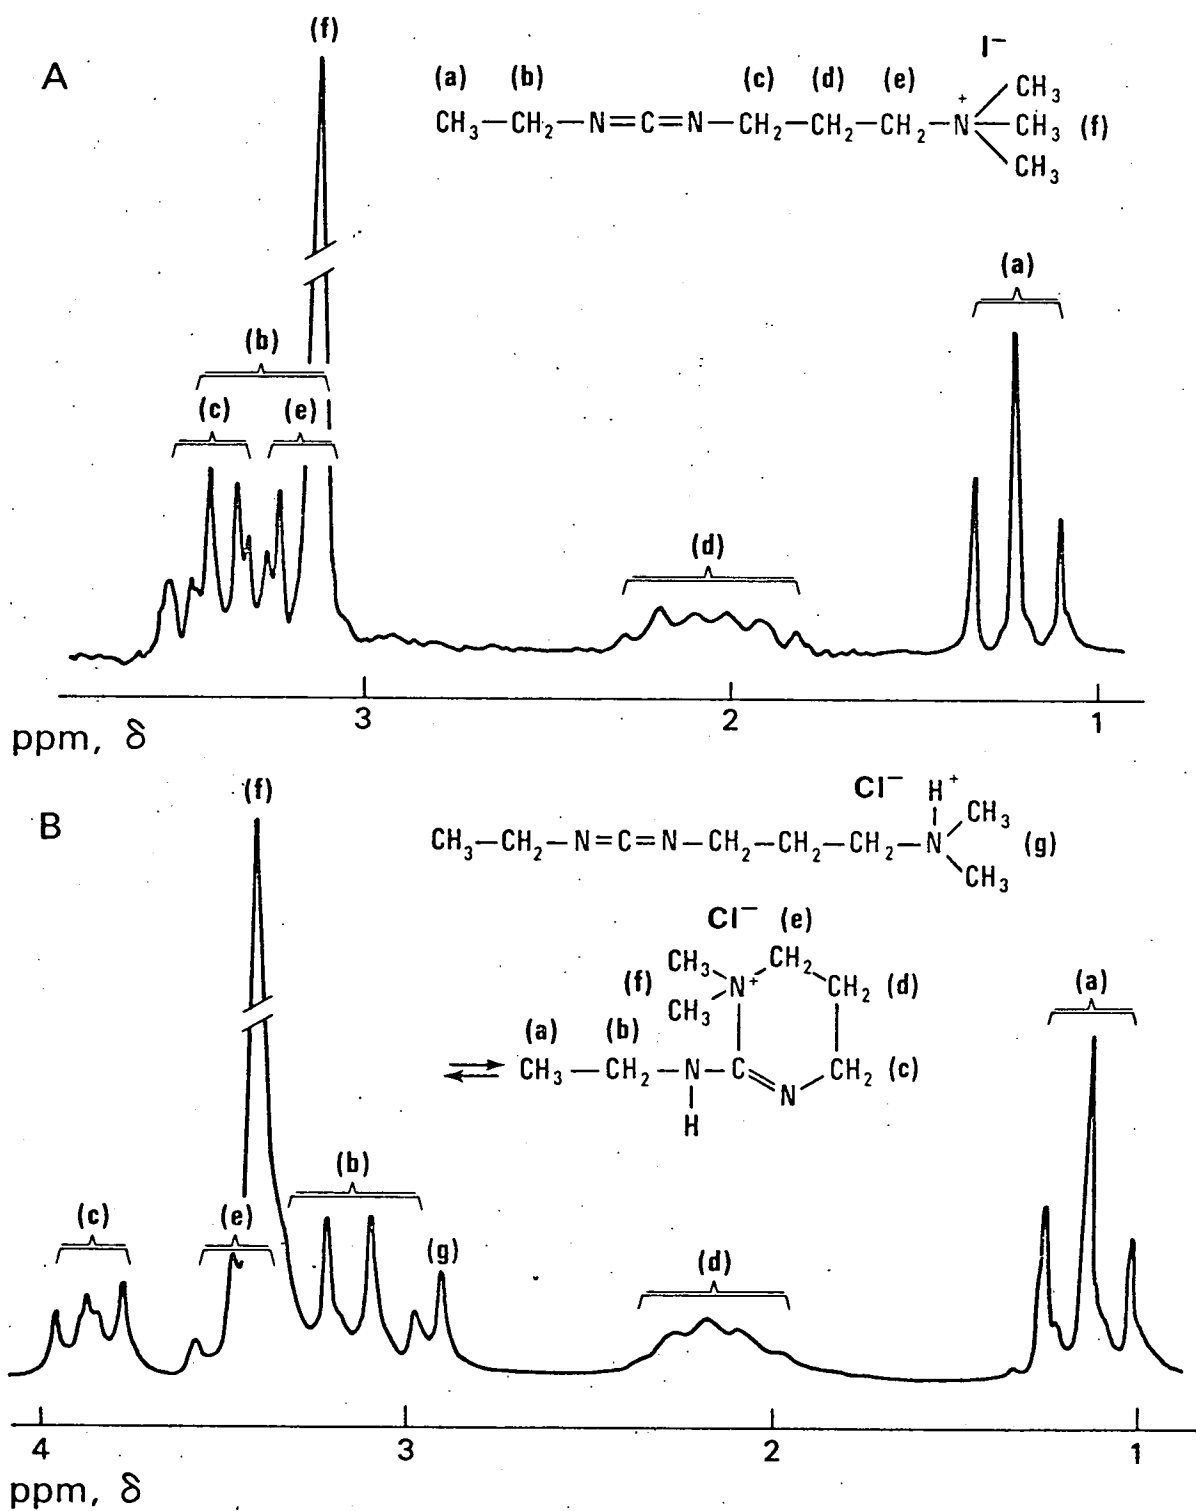 A
(f)
I⁻
(a) (b) (c) (d) (e)
CH₃—CH₂—N=C=N—CH₂—CH₂—CH₂—N⁺
CH₃
CH₃ (f)
CH₃
(a)
(b)
(c) (e)
(d)
3 2 1
ppm, δ
B
(f)
Cl⁻ H⁺
CH₃—CH₂—N=C=N—CH₂—CH₂—CH₂—N
CH₃
(g)
CH₃
Cl⁻ (e)
CH₃ CH₂
(f) N⁺ CH₂ (d)
CH₃
(a) (b)
⇌ CH₃—CH₂—N—C=N CH₂ (c)
H
(a)
(b)
(c) (e) (g)
(d)
4 3 2 1
ppm, δ